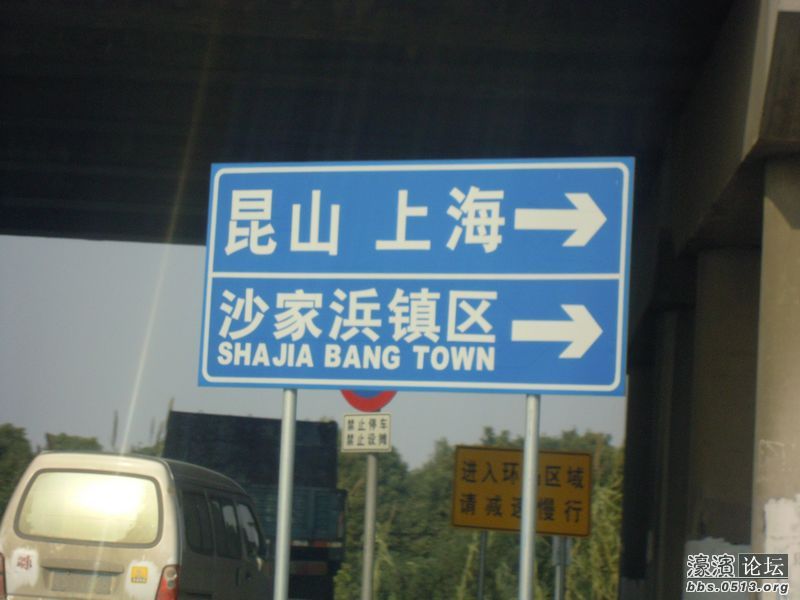 昆山 上海
沙家浜镇区
SHAJIA BANG TOWN
禁止停车
禁止设摊
进入环 区域
请减速慢行
濠滨论坛
bbs.0513.org